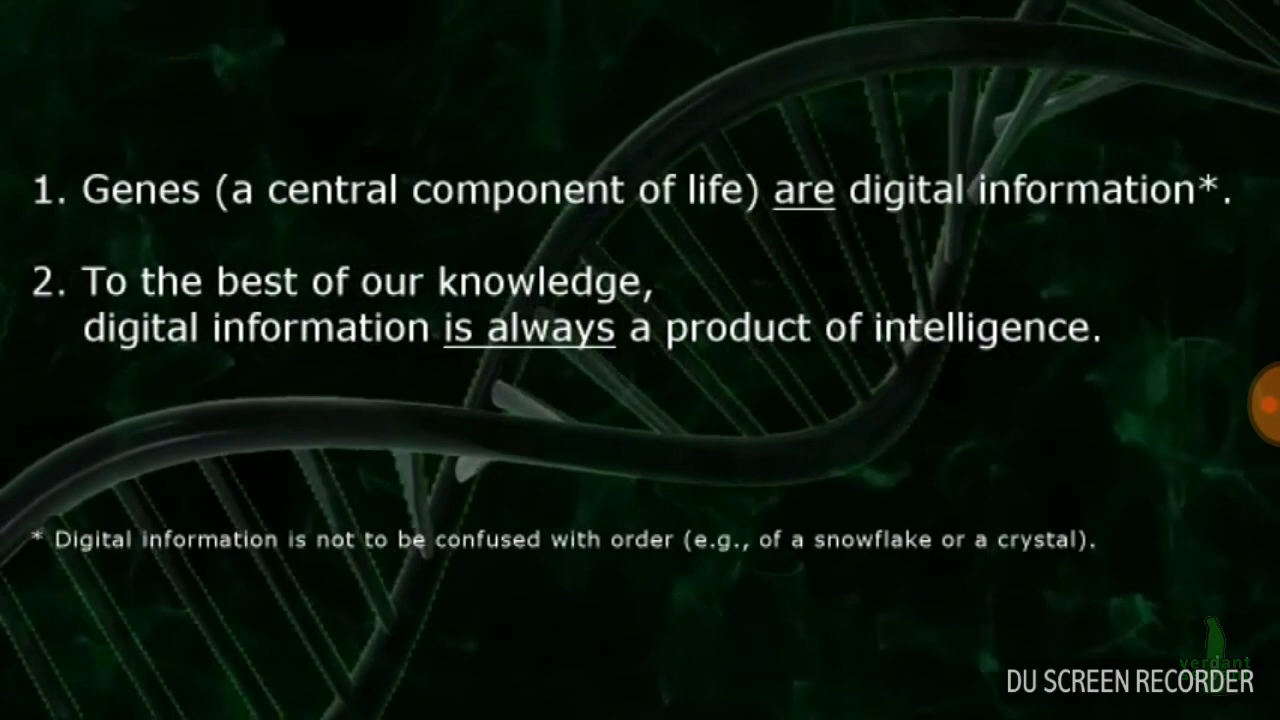 1. Genes (a central component of life) are digital information*.
2. To the best of our knowledge,
digital information is always a product of intelligence.
* Digital information is not to be confused with order (e.g., of a snowflake or a crystal).
verdant
DU SCREEN RECORDER